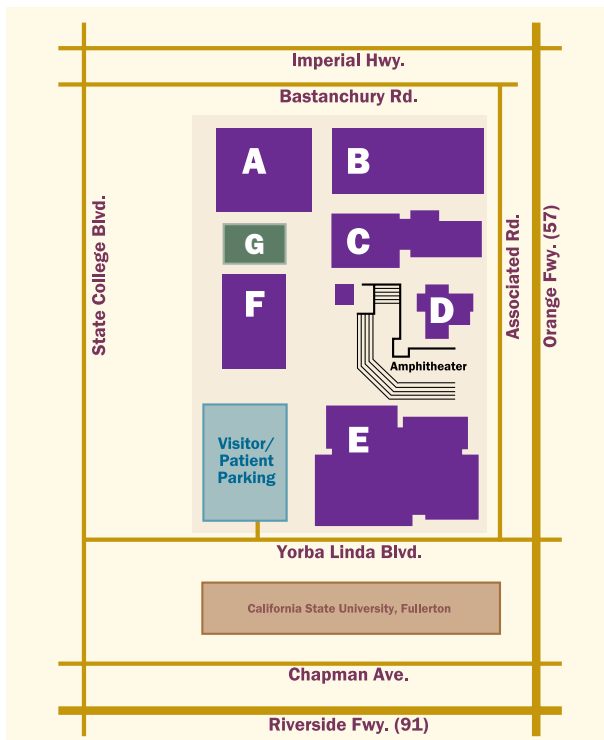 Imperial Hwy.
Bastanchury Rd.
A
B
State College Blvd.
G
C
Associated Rd.
Orange Fwy. (57)
F
D
Amphitheater
Visitor/
Patient
Parking
E
Yorba Linda Blvd.
California State University, Fullerton
Chapman Ave.
Riverside Fwy. (91)